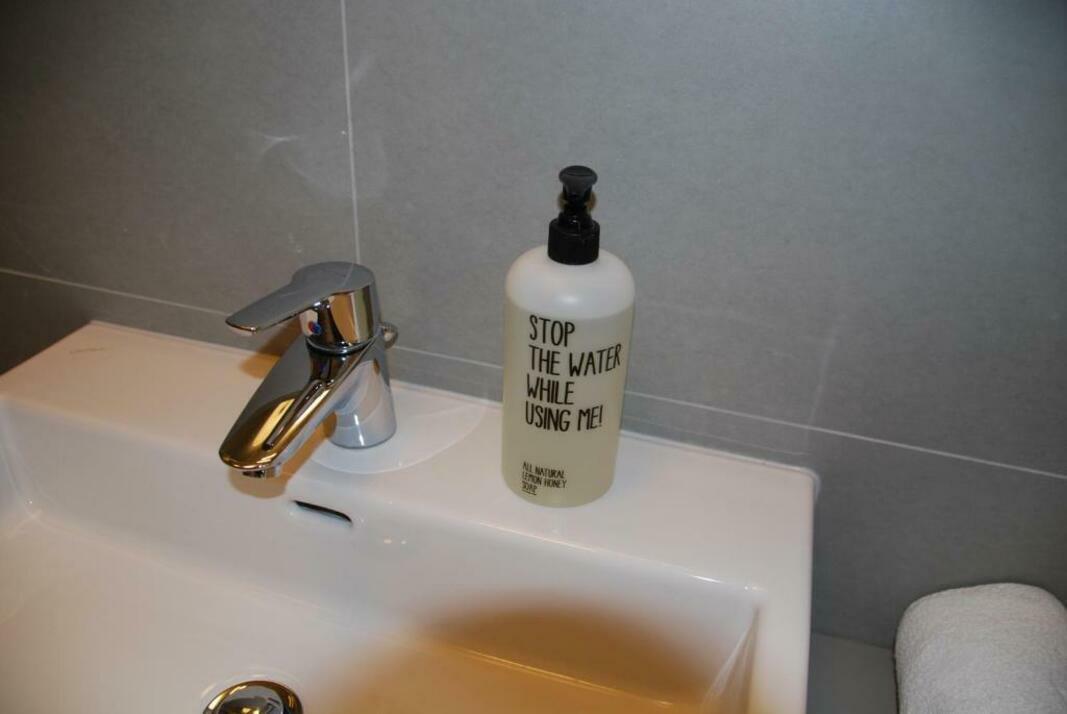 STOP
THE WATER
WHILE
USING ME!
ALL NATURAL
LEMON HONEY
SOAP